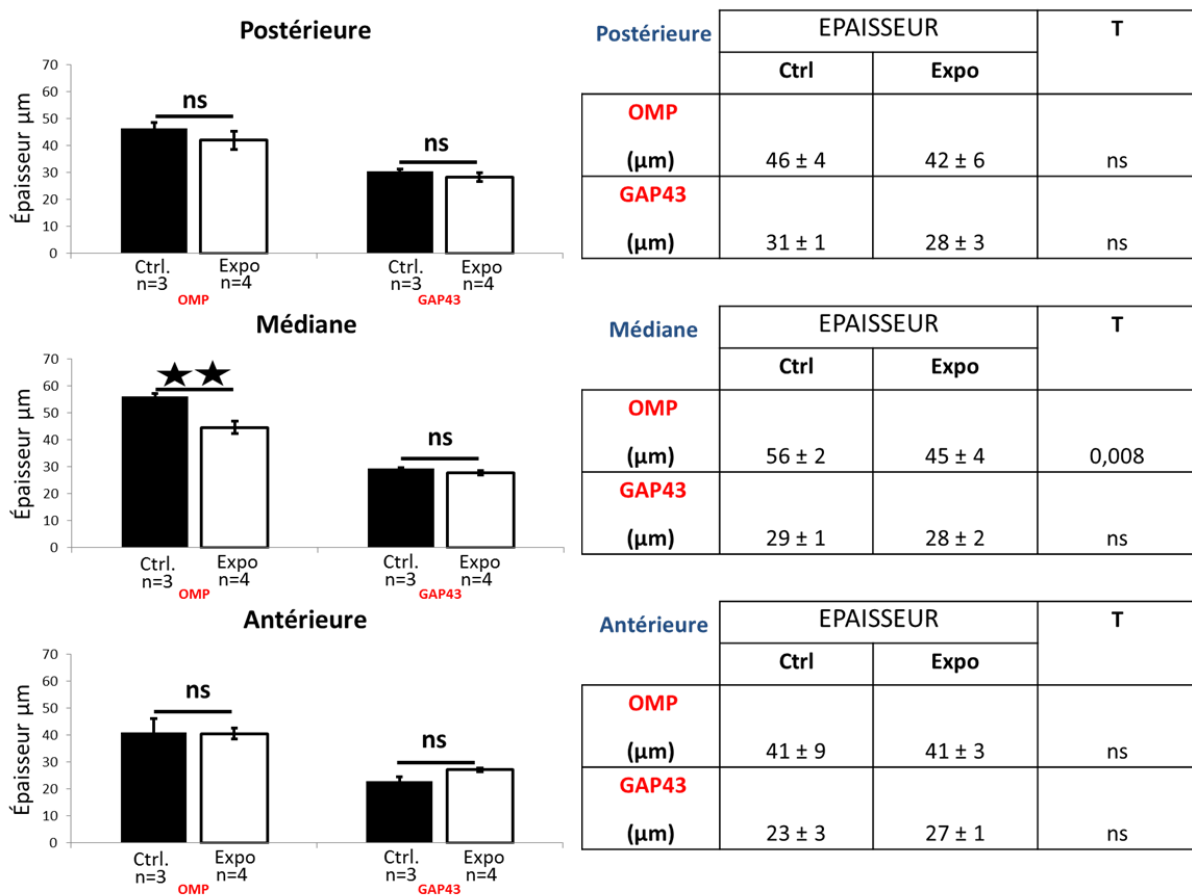 Postérieure
Épaisseur µm
70
60
50
40
30
20
10
0
ns
ns
Ctrl. Expo Ctrl. Expo
n=3 n=4 n=3 n=4
OMP GAP43
Postérieure EPAISSEUR T
Ctrl Expo
OMP
(µm) 46 ± 4 42 ± 6 ns
GAP43
(µm) 31 ± 1 28 ± 3 ns
Médiane
Épaisseur µm
70
60
50
40
30
20
10
0
★★
ns
Ctrl. Expo Ctrl. Expo
n=3 n=4 n=3 n=4
OMP GAP43
Médiane EPAISSEUR T
Ctrl Expo
OMP
(µm) 56 ± 2 45 ± 4 0,008
GAP43
(µm) 29 ± 1 28 ± 2 ns
Antérieure
Épaisseur µm
70
60
50
40
30
20
10
0
ns
ns
Ctrl. Expo Ctrl. Expo
n=3 n=4 n=3 n=4
OMP GAP43
Antérieure EPAISSEUR T
Ctrl Expo
OMP
(µm) 41 ± 9 41 ± 3 ns
GAP43
(µm) 23 ± 3 27 ± 1 ns